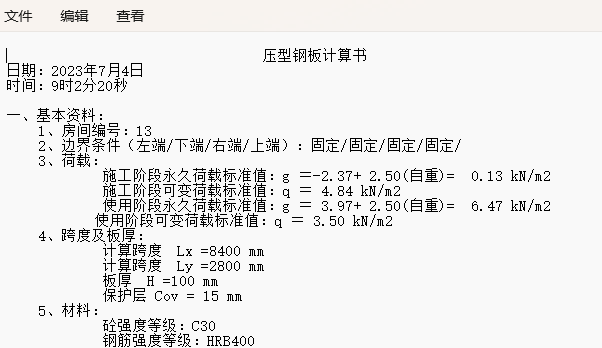 文件 编辑 查看
压型钢板计算书
日期：2023年7月4日
时间：9时2分20秒
一、基本资料：
1、房间编号：13
2、边界条件（左端/下端/右端/上端）：固定/固定/固定/固定/
3、荷载：
施工阶段永久荷载标准值：g ＝-2.37+ 2.50(自重)= 0.13 kN/m2
施工阶段可变荷载标准值：q ＝ 4.84 kN/m2
使用阶段永久荷载标准值：g ＝ 3.97+ 2.50(自重)= 6.47 kN/m2
使用阶段可变荷载标准值：q ＝ 3.50 kN/m2
4、跨度及板厚：
计算跨度 Lx =8400 mm
计算跨度 Ly =2800 mm
板厚 H =100 mm
保护层 Cov = 15 mm
5、材料：
砼强度等级：C30
钢筋强度等级：HRB400